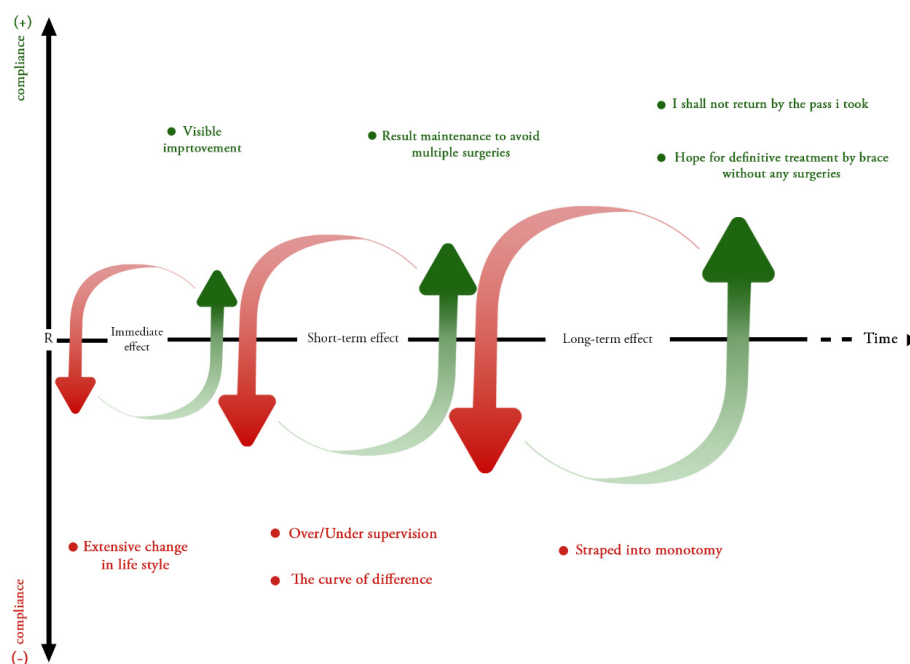 (+)
compliance
● I shall not return by the pass i took
● Visible
imprtovement
● Result maintenance to avoid
multiple surgeries
● Hope for definitive treatment by brace
without any surgeries
R
Immediate
effect
Short-term effect
Long-term effect
Time
● Extensive change
in life style
● Over/Under supervision
● The curve of difference
● Straped into monotomy
compliance
(-)